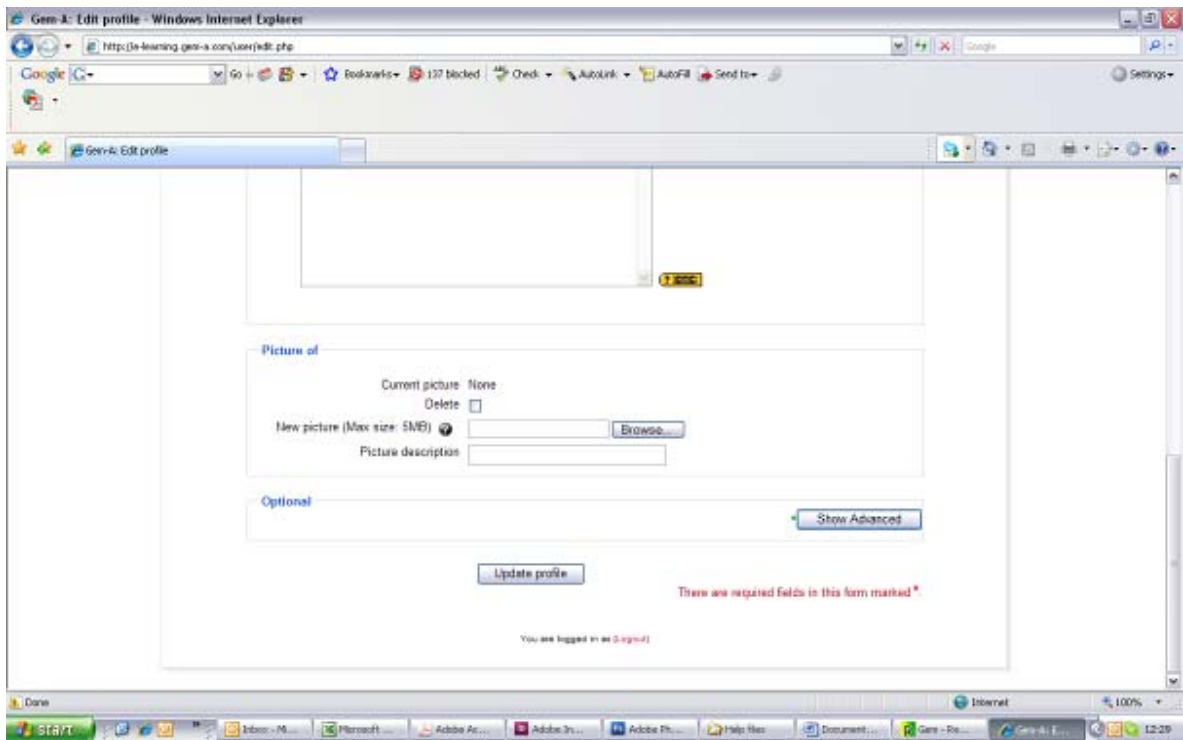 Gem-A: Edit profile - Windows Internet Explorer
http://e-learning.gem-a.com/user/edit.php
Google
Google
Go
Bookmarks
137 blocked
Check
AutoLink
AutoFill
Send to
Settings
Gem-A: Edit profile
Picture of
Current picture None
Delete
New picture (Max size: 5MB)
Browse...
Picture description
Optional
Show Advanced
Update profile
There are required fields in this form marked *.
You are logged in as (Logout)
Done
Internet
100%
start
Inbox - M...
Microsoft ...
Adobe Ac...
Adobe In...
Adobe Ph...
Help files
Document...
Gem - Re...
Gem-A: E...
12:29